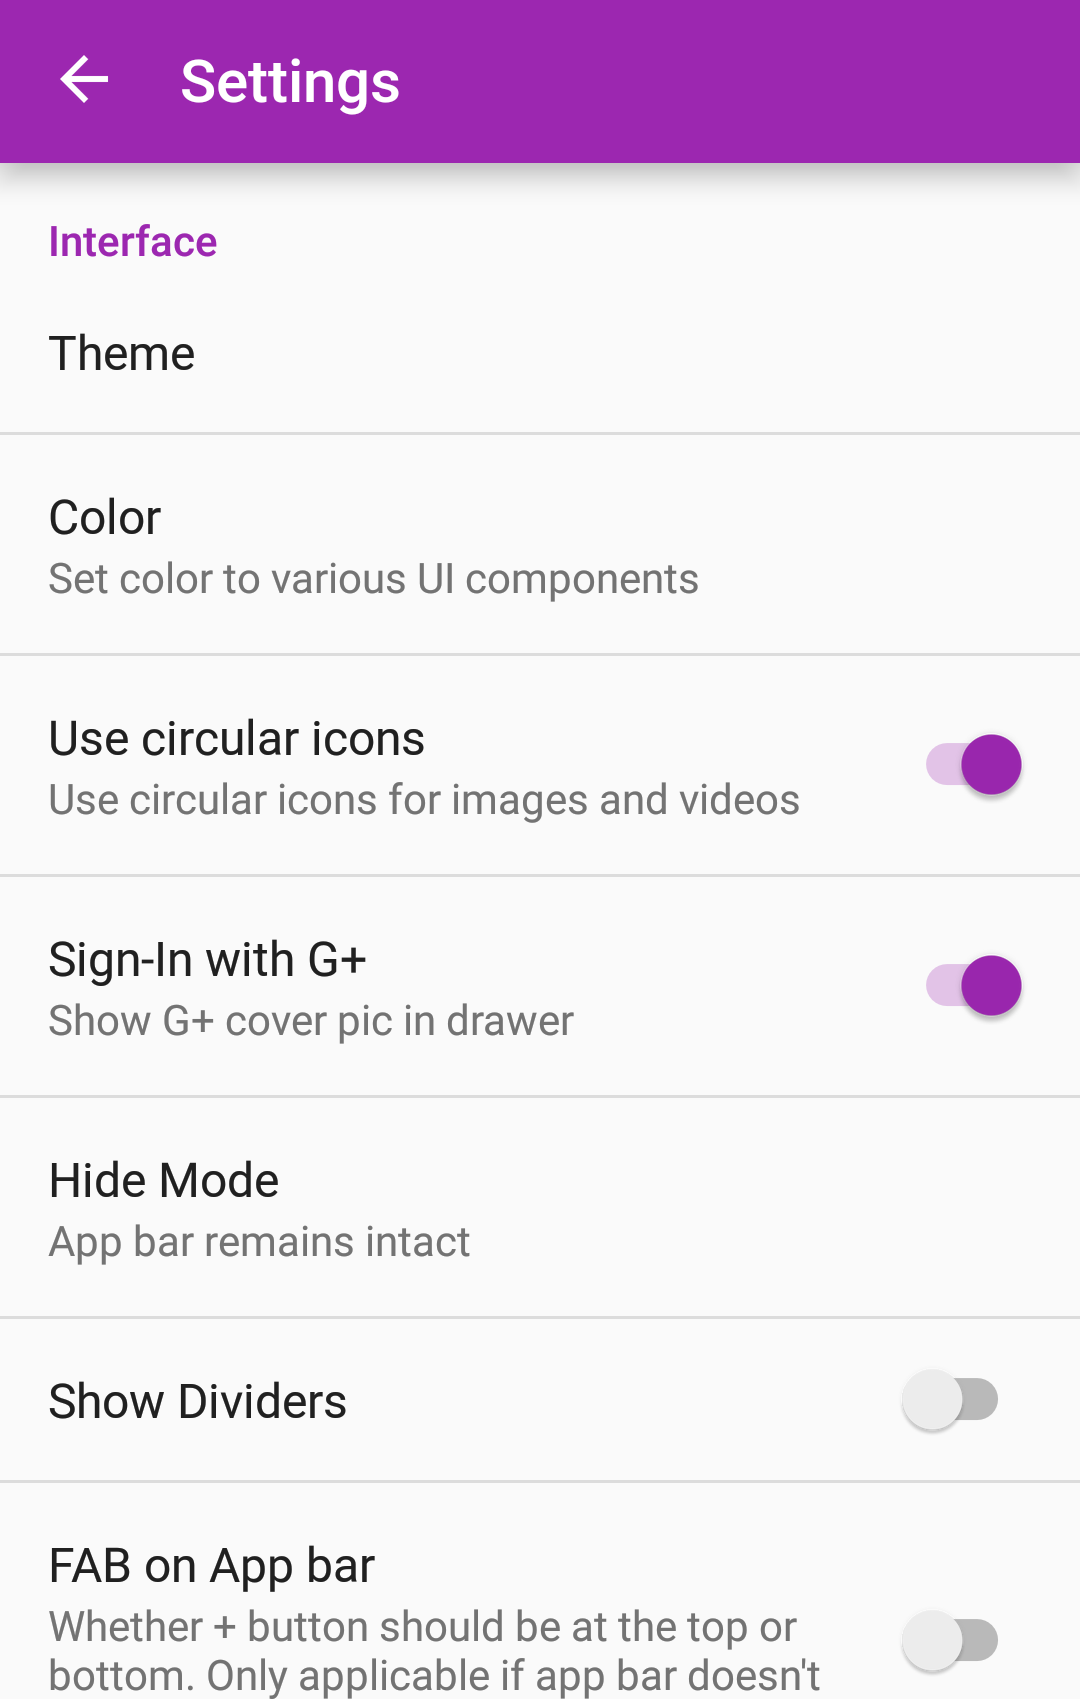 Settings
Interface
Theme
Color
Set color to various UI components
Use circular icons
Use circular icons for images and videos
Sign-In with G+
Show G+ cover pic in drawer
Hide Mode
App bar remains intact
Show Dividers
FAB on App bar
Whether + button should be at the top or
bottom. Only applicable if app bar doesn't